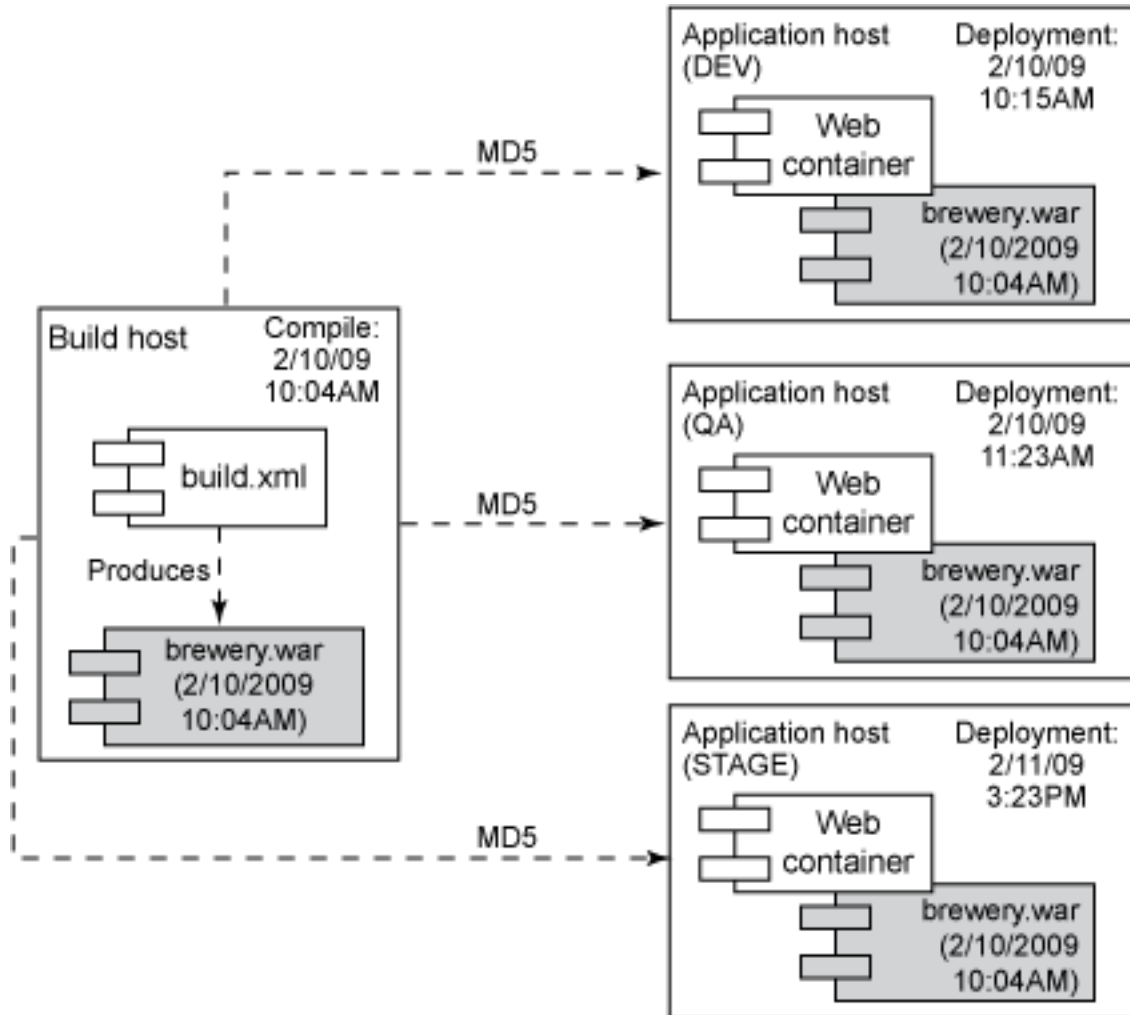 Build host
Compile:
2/10/09
10:04AM
build.xml
Produces
brewery.war
(2/10/2009
10:04AM)
MD5
Application host
(DEV)
Deployment:
2/10/09
10:15AM
Web
container
brewery.war
(2/10/2009
10:04AM)
MD5
Application host
(QA)
Deployment:
2/10/09
11:23AM
Web
container
brewery.war
(2/10/2009
10:04AM)
MD5
Application host
(STAGE)
Deployment:
2/11/09
3:23PM
Web
container
brewery.war
(2/10/2009
10:04AM)